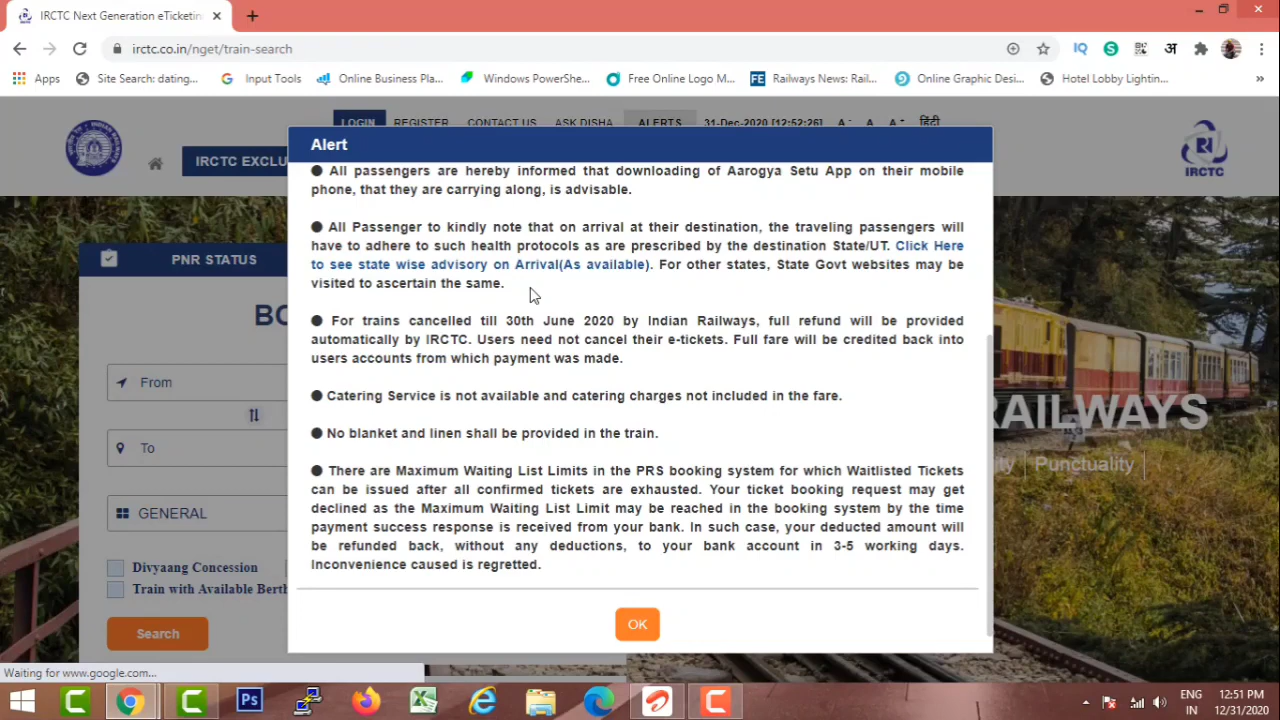 IRCTC Next Generation eTicketin
irctc.co.in/nget/train-search
Apps Site Search: dating... Input Tools Online Business Pla... Windows PowerShe... Free Online Logo M... FE Railways News: Rail... Online Graphic Desi... Hotel Lobby Lightin... »
LOGIN REGISTER CONTACT US ASK DISHA ALERTS 31-Dec-2020 [12:52:26] A- A A+ हिंदी
IRCTC EXCLU
IRCTC
Alert
● All passengers are hereby informed that downloading of Aarogya Setu App on their mobile
phone, that they are carrying along, is advisable.
● All Passenger to kindly note that on arrival at their destination, the traveling passengers will
have to adhere to such health protocols as are prescribed by the destination State/UT. Click Here
to see state wise advisory on Arrival(As available). For other states, State Govt websites may be
visited to ascertain the same.
● For trains cancelled till 30th June 2020 by Indian Railways, full refund will be provided
automatically by IRCTC. Users need not cancel their e-tickets. Full fare will be credited back into
users accounts from which payment was made.
● Catering Service is not available and catering charges not included in the fare.
● No blanket and linen shall be provided in the train.
● There are Maximum Waiting List Limits in the PRS booking system for which Waitlisted Tickets
can be issued after all confirmed tickets are exhausted. Your ticket booking request may get
declined as the Maximum Waiting List Limit may be reached in the booking system by the time
payment success response is received from your bank. In such case, your deducted amount will
be refunded back, without any deductions, to your bank account in 3-5 working days.
Inconvenience caused is regretted.
OK
PNR STATUS
BO
From
To
GENERAL
Divyaang Concession
Train with Available Berth
Search
RAILWAYS
ity | Punctuality |
Waiting for www.google.com...
Ps
ENG 12:51 PM
IN 12/31/2020